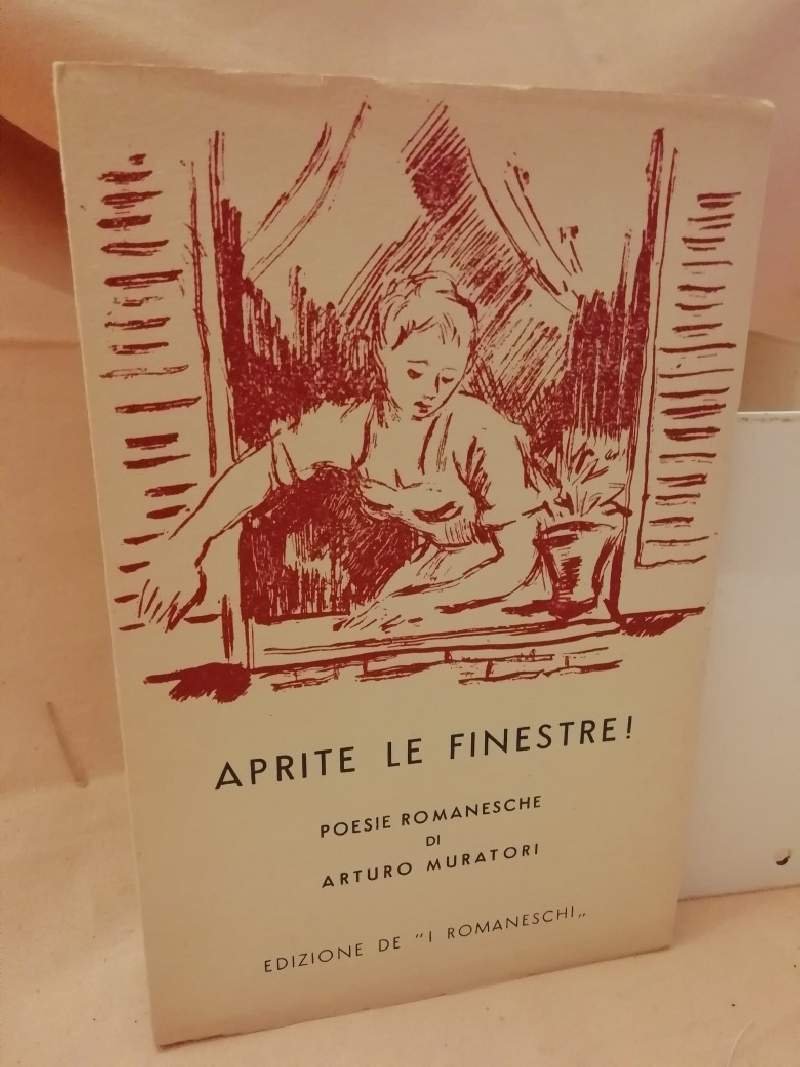 APRITE LE FINESTRE!
POESIE ROMANESCHE
DI
ARTURO MURATORI
EDIZIONE DE "I ROMANESCHI„